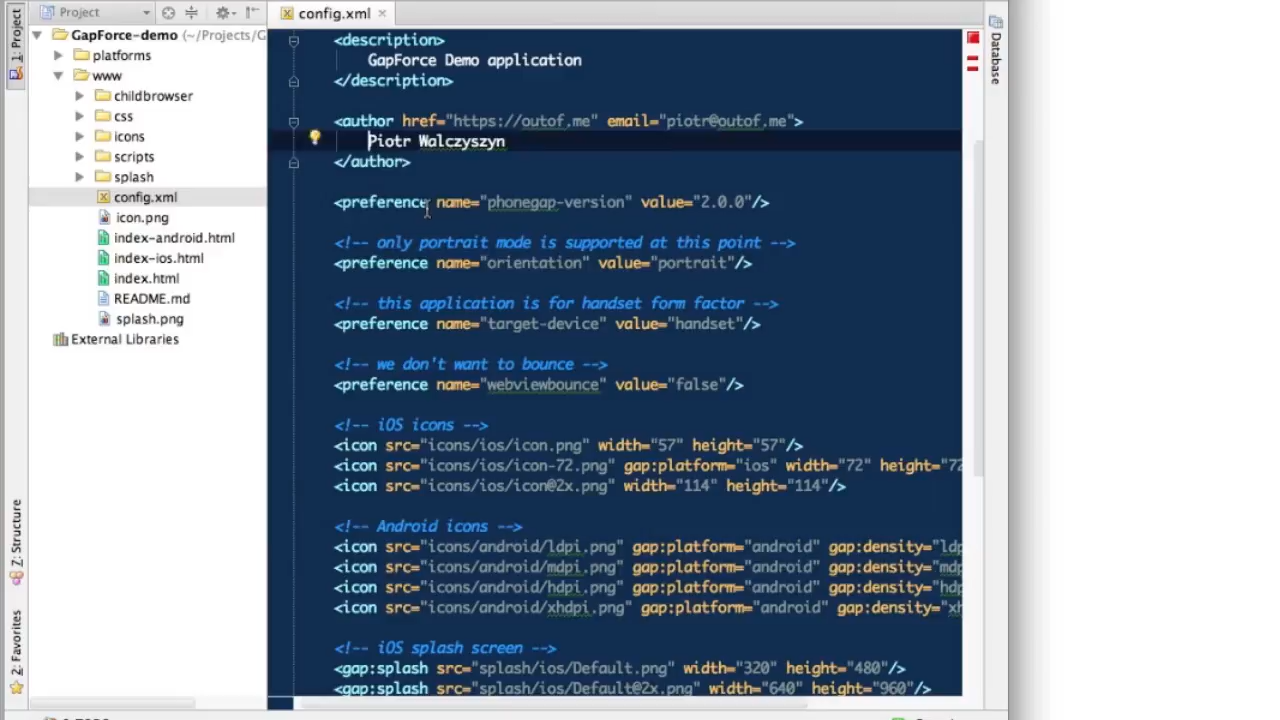 Project
config.xml
1: Project
Database
GapForce-demo (~/Projects/G
platforms
www
childbrowser
css
icons
scripts
splash
config.xml
icon.png
index-android.html
index-ios.html
index.html
README.md
splash.png
External Libraries
Z: Structure
2: Favorites
<description>
GapForce Demo application
</description>
<author href="https://outof.me" email="piotr@outof.me">
Piotr Walczyszyn
</author>
<preference name="phonegap-version" value="2.0.0"/>
<!-- only portrait mode is supported at this point -->
<preference name="orientation" value="portrait"/>
<!-- this application is for handset form factor -->
<preference name="target-device" value="handset"/>
<!-- we don't want to bounce -->
<preference name="webviewbounce" value="false"/>
<!-- iOS icons -->
<icon src="icons/ios/icon.png" width="57" height="57"/>
<icon src="icons/ios/icon-72.png" gap:platform="ios" width="72" height="72
<icon src="icons/ios/icon@2x.png" width="114" height="114"/>
<!-- Android icons -->
<icon src="icons/android/ldpi.png" gap:platform="android" gap:density="ldp
<icon src="icons/android/mdpi.png" gap:platform="android" gap:density="mdp
<icon src="icons/android/hdpi.png" gap:platform="android" gap:density="hdp
<icon src="icons/android/xhdpi.png" gap:platform="android" gap:density="xh
<!-- iOS splash screen -->
<gap:splash src="splash/ios/Default.png" width="320" height="480"/>
<gap:splash src="splash/ios/Default@2x.png" width="640" height="960"/>